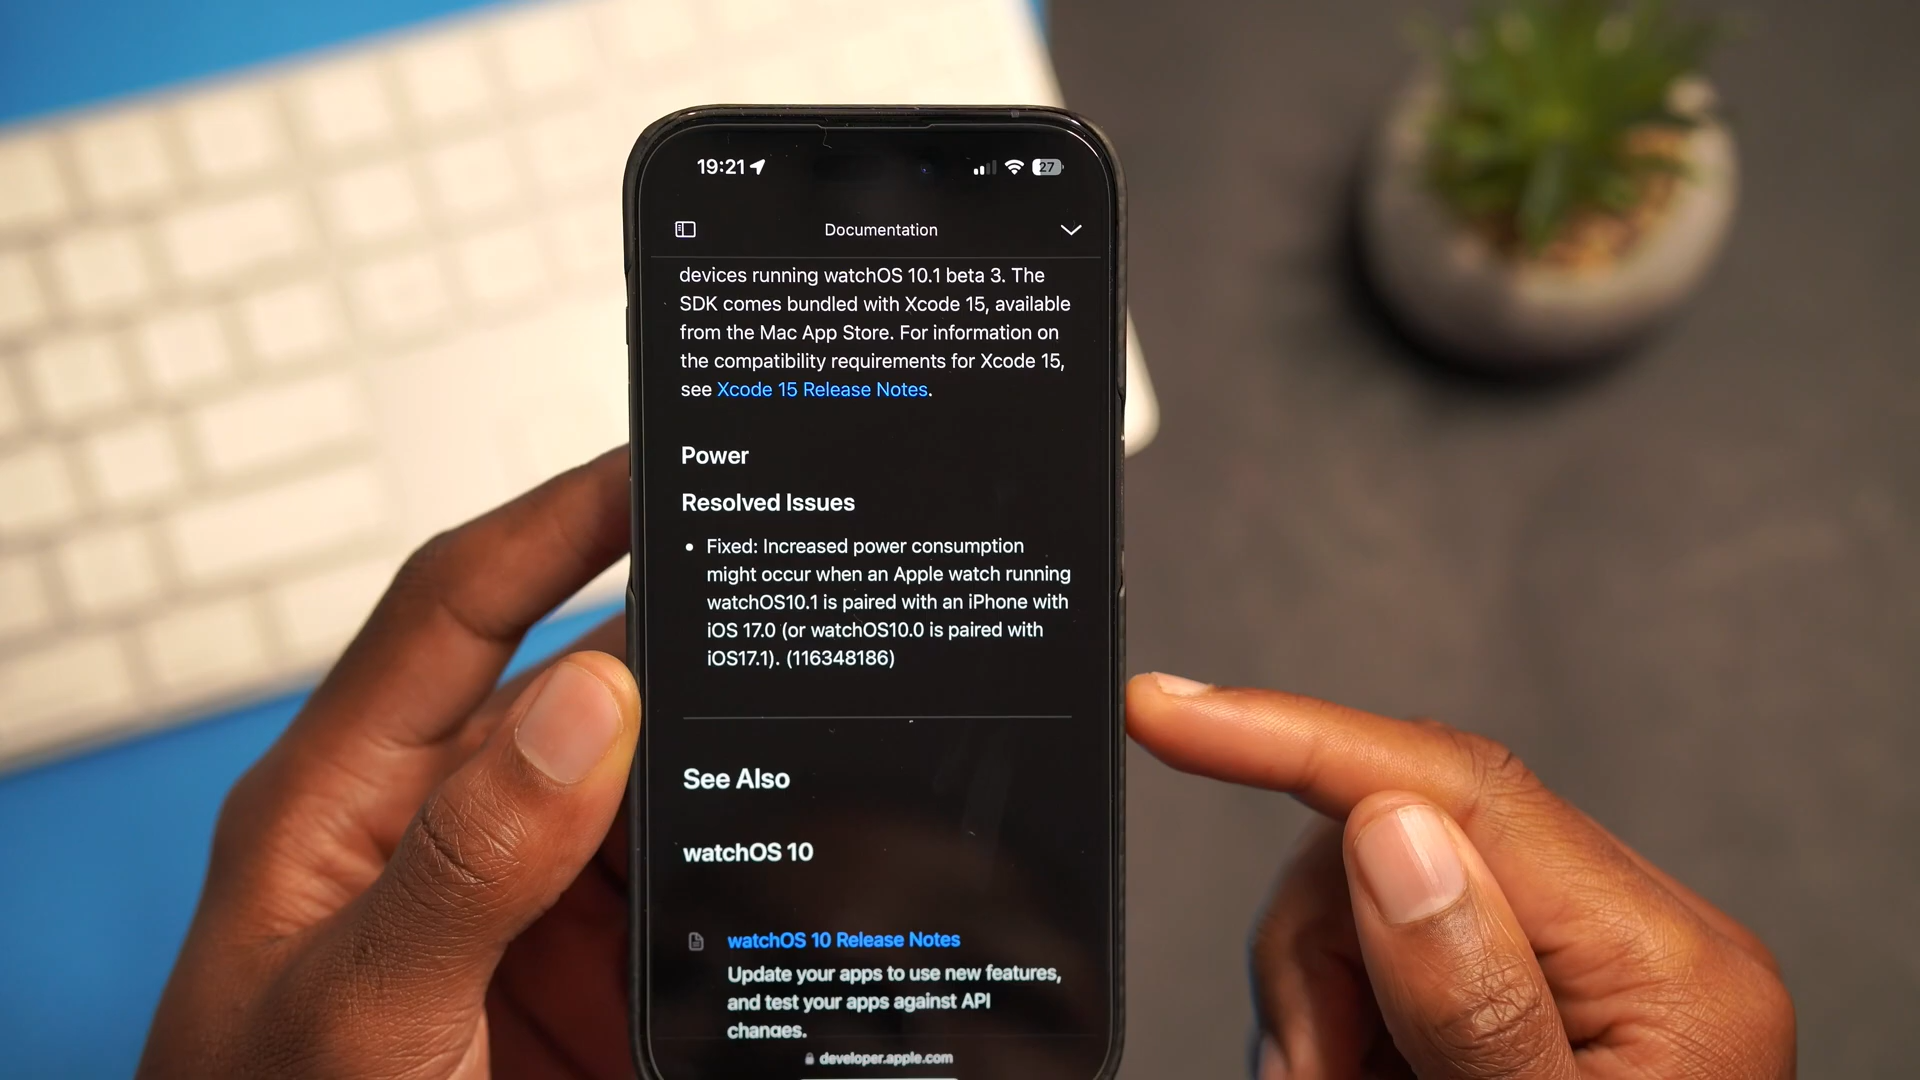 19:21
27
Documentation
devices running watchOS 10.1 beta 3. The
SDK comes bundled with Xcode 15, available
from the Mac App Store. For information on
the compatibility requirements for Xcode 15,
see Xcode 15 Release Notes.
Power
Resolved Issues
• Fixed: Increased power consumption
might occur when an Apple watch running
watchOS10.1 is paired with an iPhone with
iOS 17.0 (or watchOS10.0 is paired with
iOS17.1). (116348186)
See Also
watchOS 10
watchOS 10 Release Notes
Update your apps to use new features,
and test your apps against API
changes.
developer.apple.com